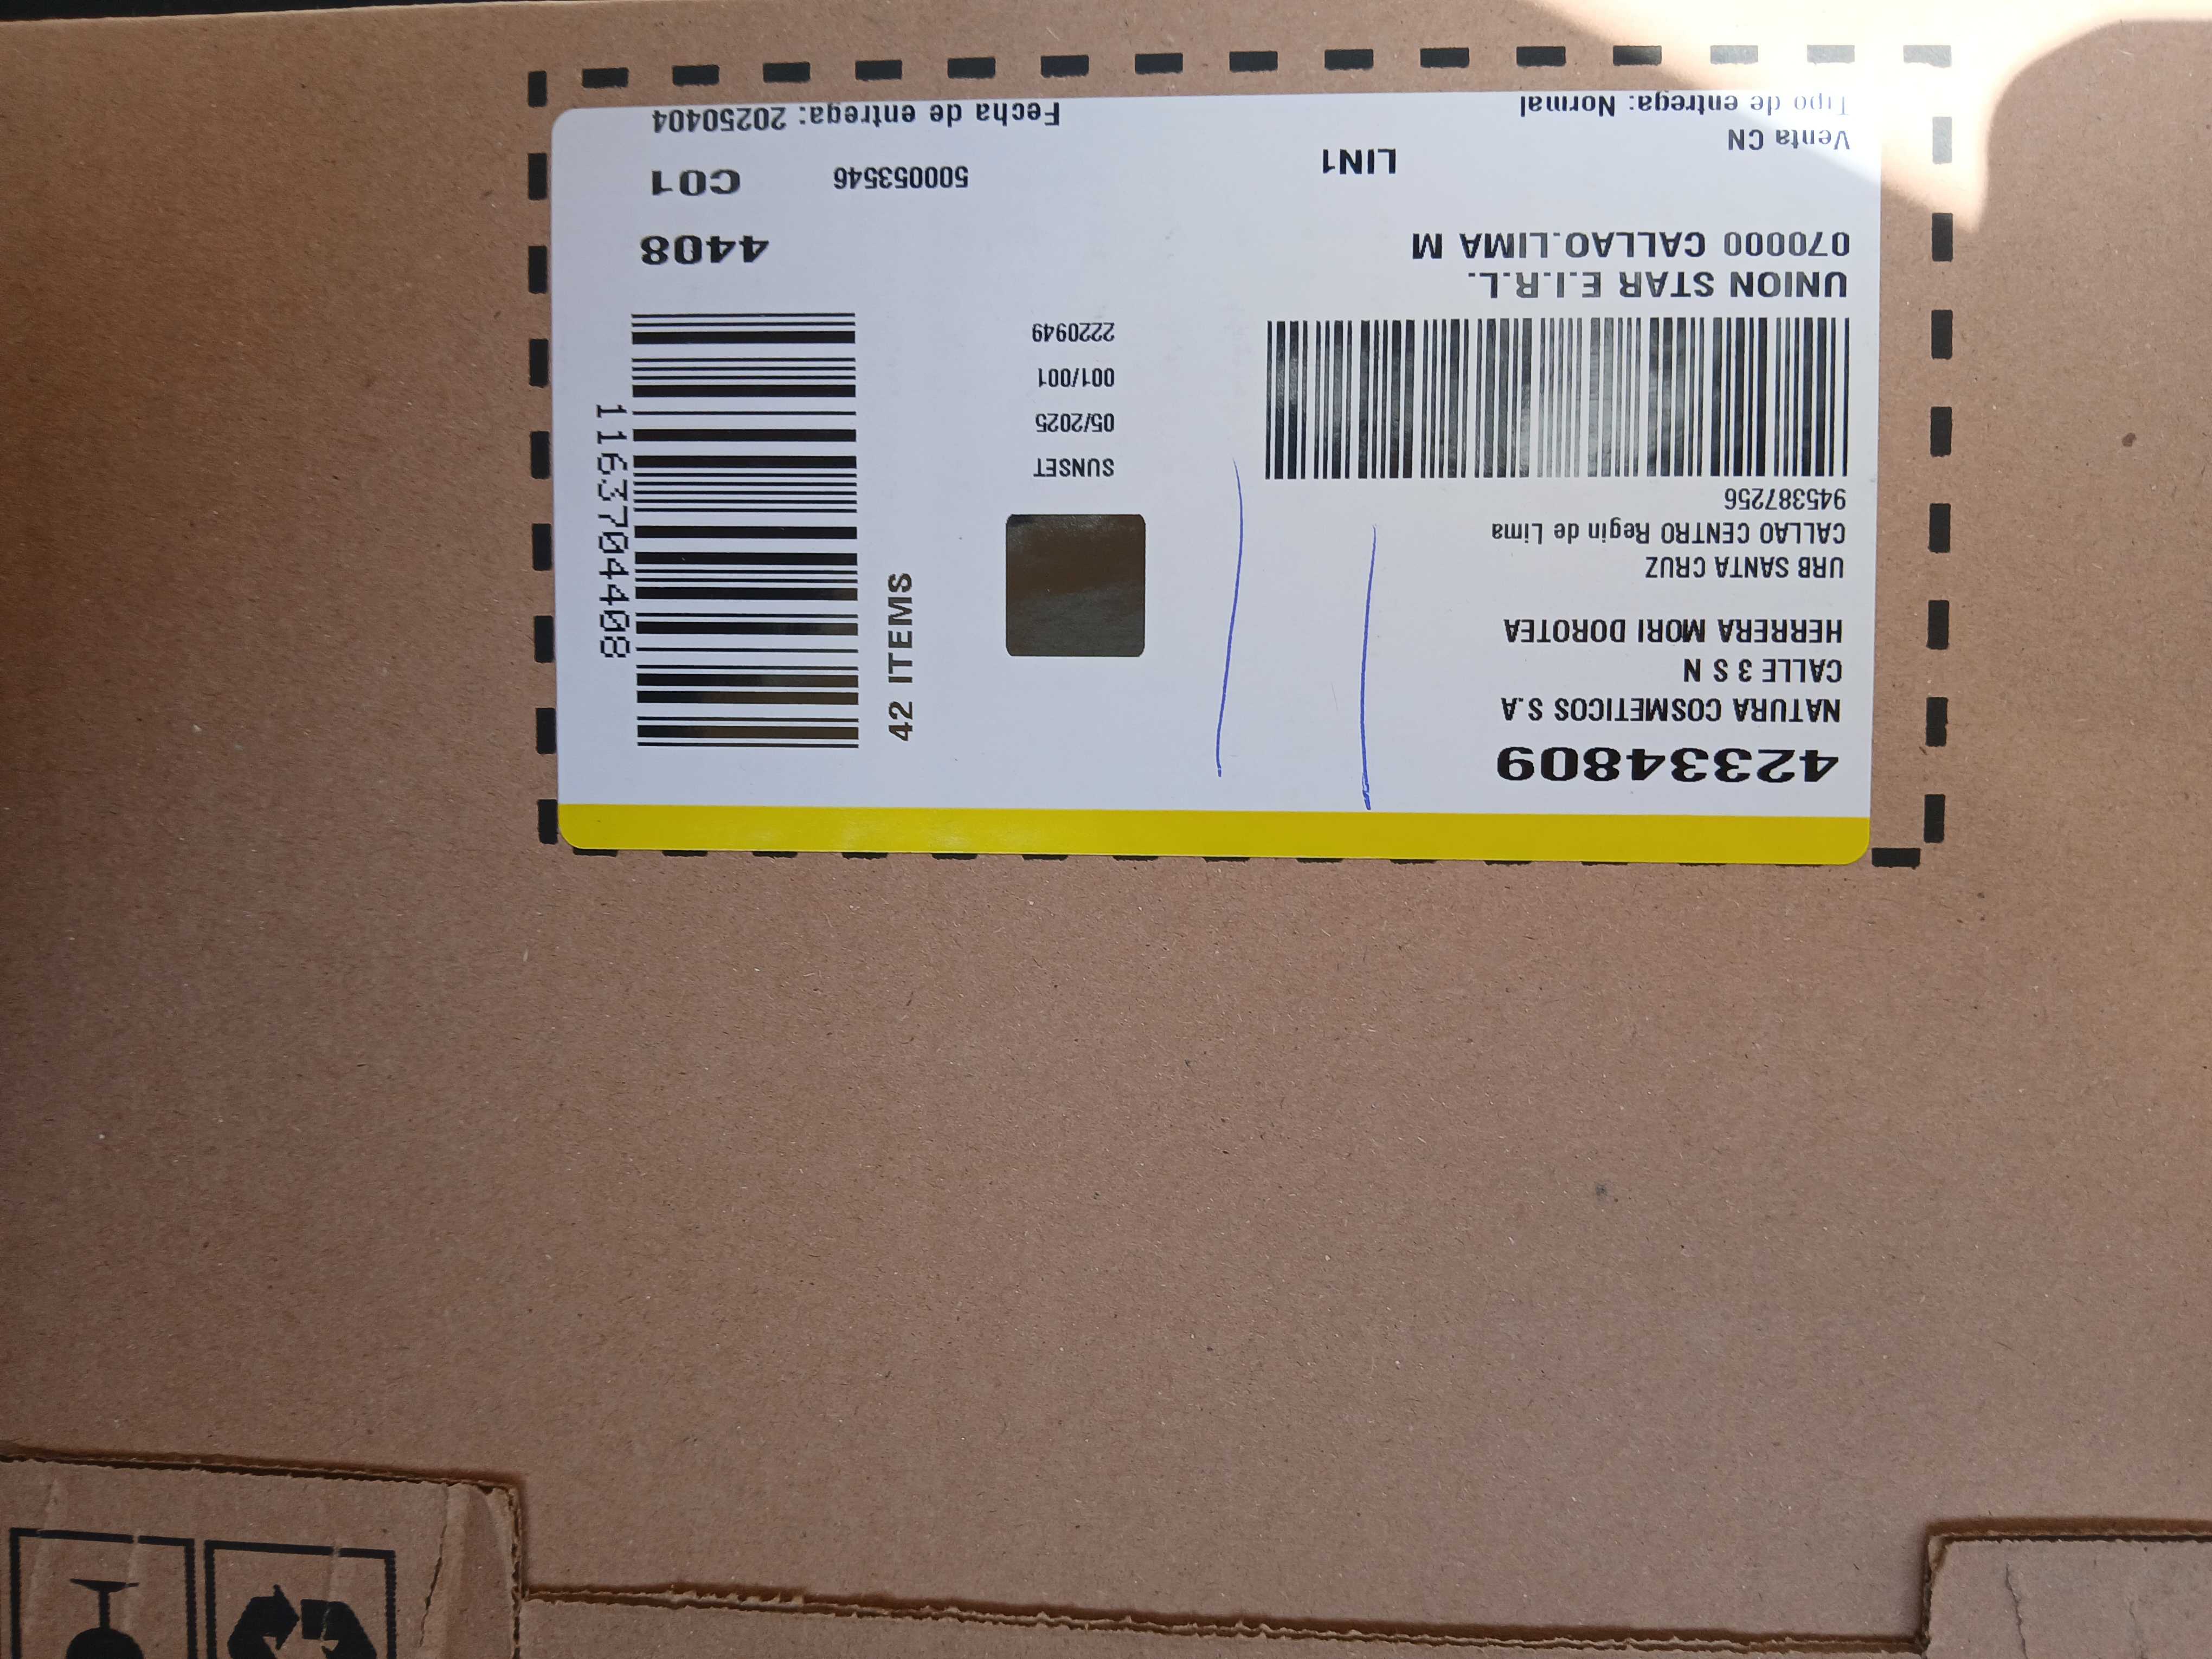 42334809
NATURA COSMETICOS S.A
CALLE 3 S N
HERRERA MORI DOROTEA
URB SANTA CRUZ
CALLAO CENTRO Regin de Lima
945387256
UNION STAR E.I.R.L.
070000 CALLAO.LIMA M
LIN1
Venta CN
Tipo de entrega: Normal
SUNSET
05/2025
001/001
2220949
42 ITEMS
1163704408
4408
500053546
C01
Fecha de entrega: 20250404